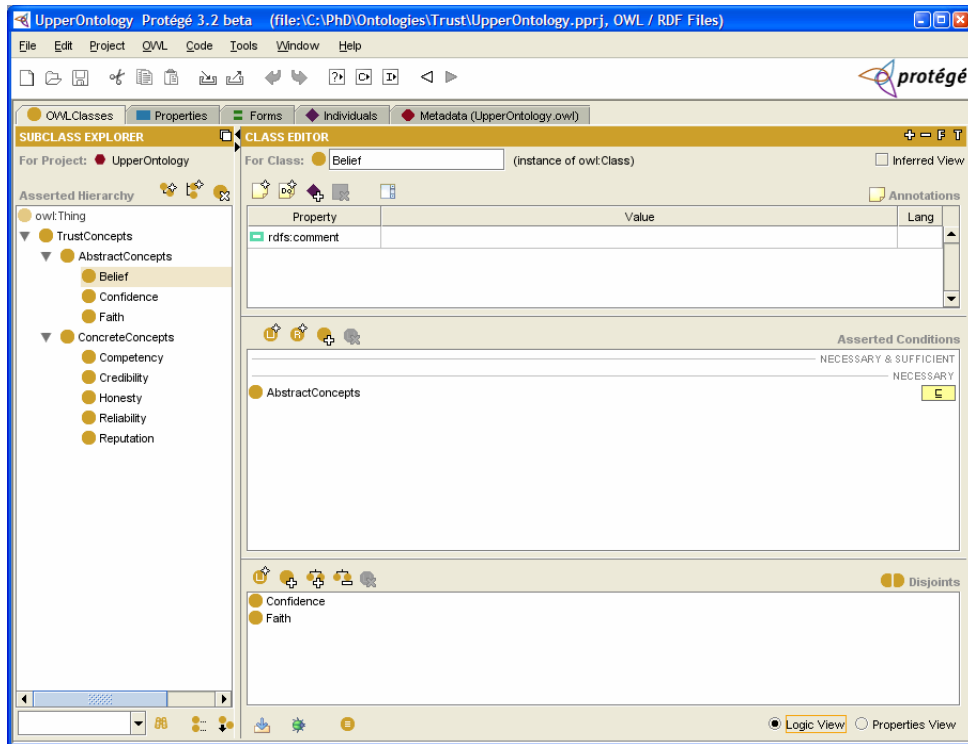 UpperOntology Protégé 3.2 beta (file:\C:\PhD\Ontologies\Trust\UpperOntology.pprj, OWL / RDF Files)
File Edit Project OWL Code Tools Window Help
protégé
OWLClasses Properties Forms Individuals Metadata (UpperOntology.owl)
SUBCLASS EXPLORER
For Project: UpperOntology
Asserted Hierarchy
owl:Thing
TrustConcepts
AbstractConcepts
Belief
Confidence
Faith
ConcreteConcepts
Competency
Credibility
Honesty
Reliability
Reputation
CLASS EDITOR
For Class: Belief (instance of owl:Class) Inferred View
Annotations
Property Value Lang
rdfs:comment
Asserted Conditions
NECESSARY & SUFFICIENT
NECESSARY
AbstractConcepts ⊑
Disjoints
Confidence
Faith
Logic View Properties View